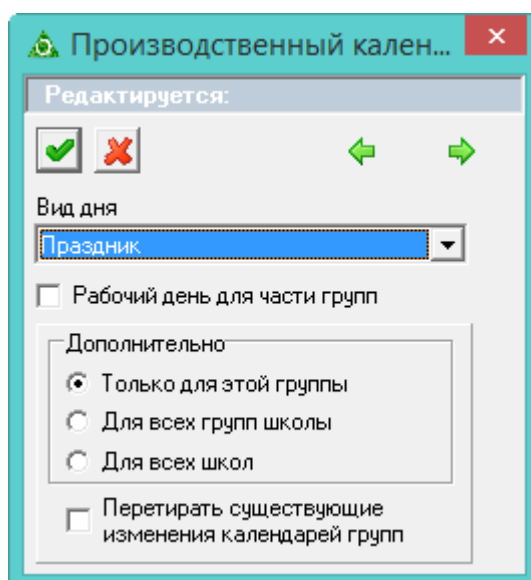 Производственный кален...
Редактируется:
Вид дня
Праздник
Рабочий день для части групп
Дополнительно
Только для этой группы
Для всех групп школы
Для всех школ
Перетирать существующие
изменения календарей групп